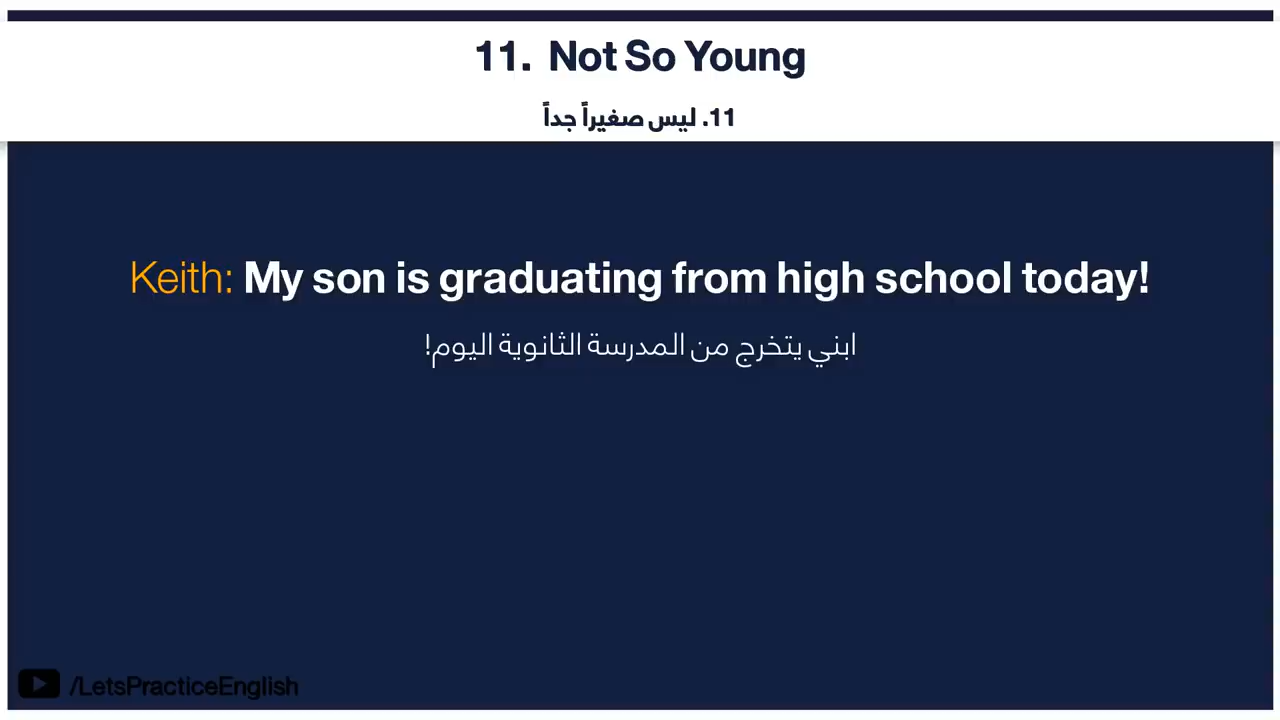 11. Not So Young
11. ليس صغيراً جداً
Keith: My son is graduating from high school today!
ابني يتخرج من المدرسة الثانوية اليوم!
/LetsPracticeEnglish